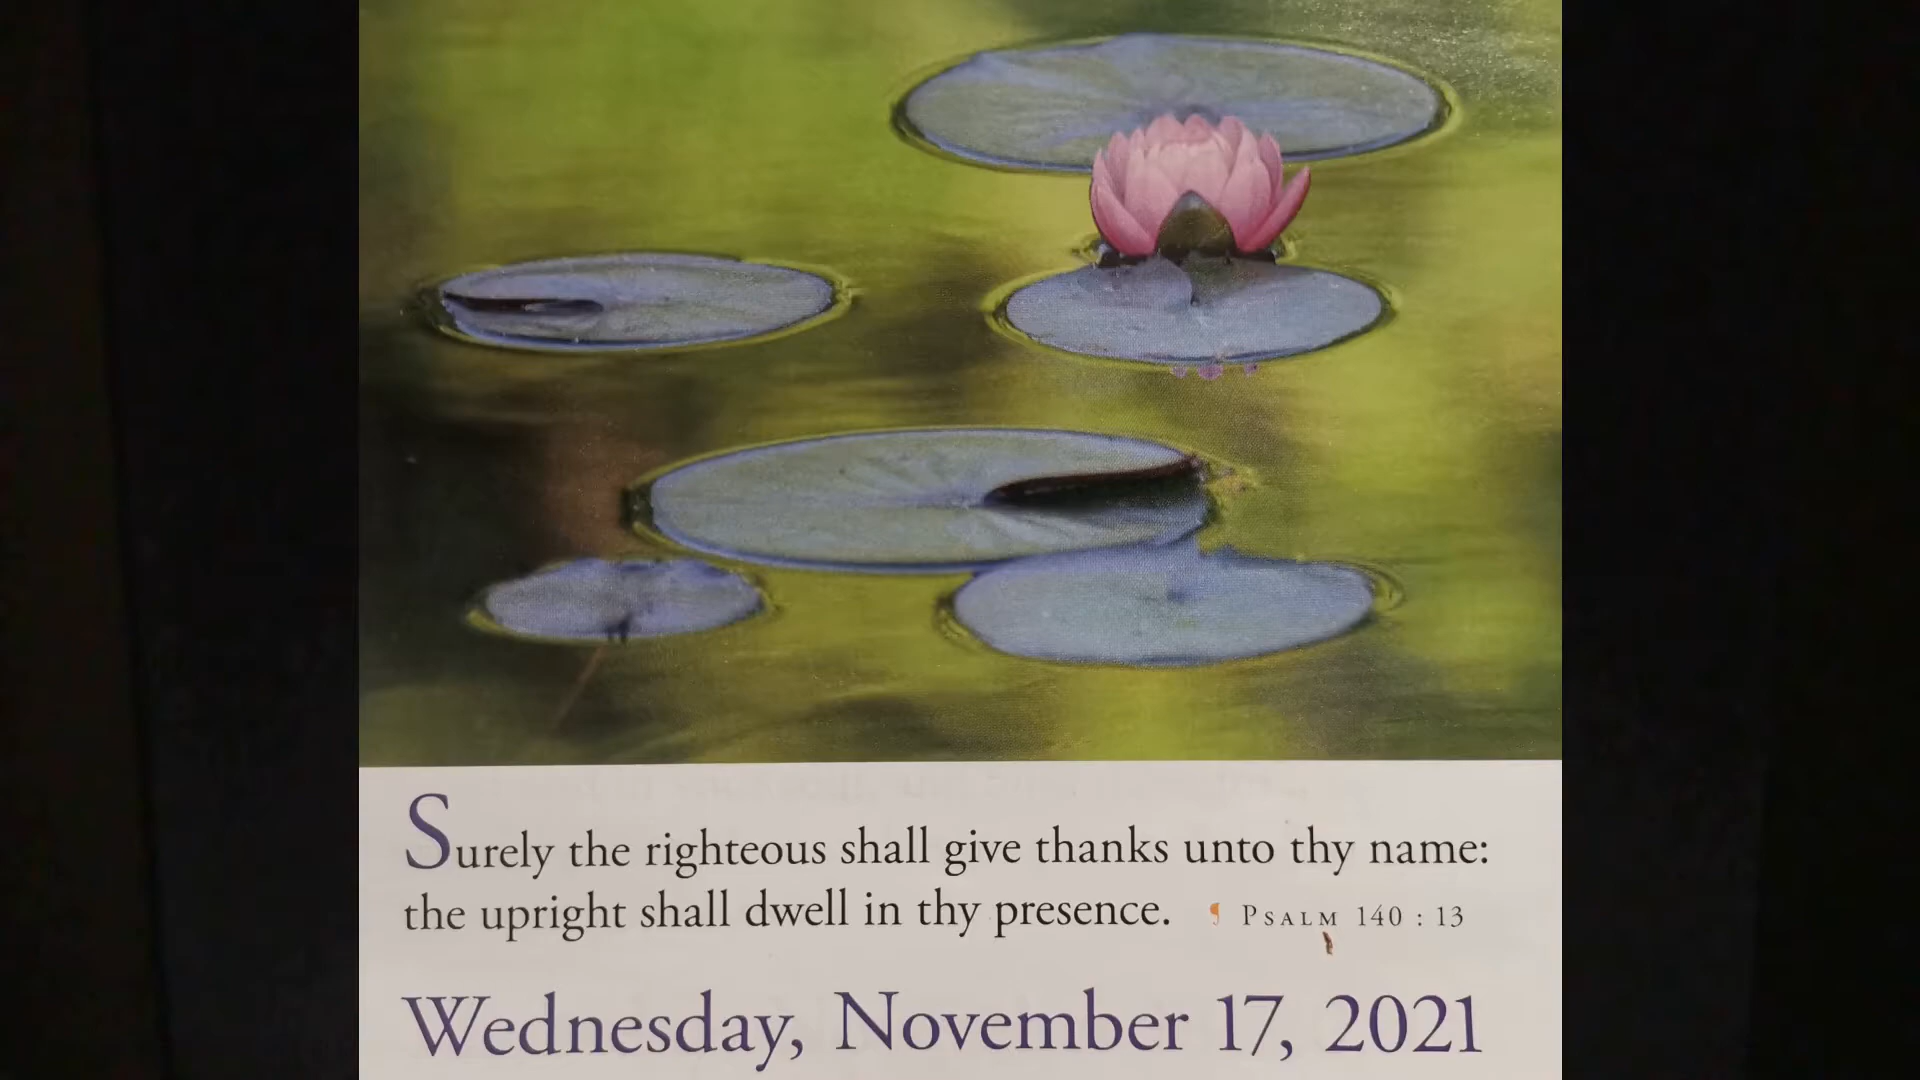 Surely the righteous shall give thanks unto thy name:
the upright shall dwell in thy presence. ¶ PSALM 140 : 13
Wednesday, November 17, 2021